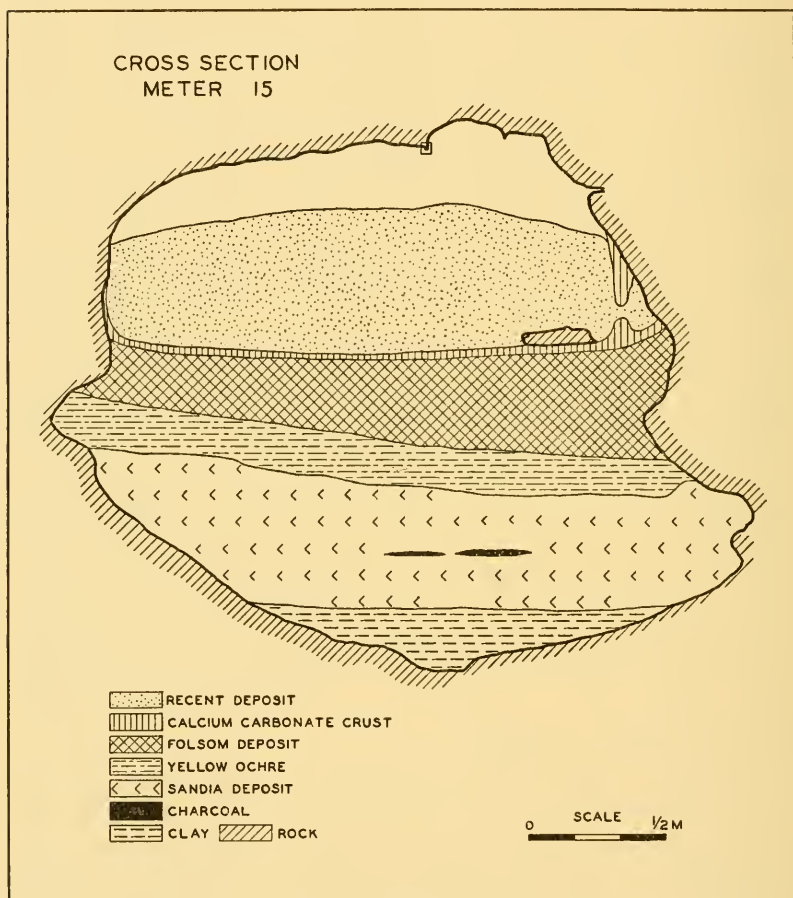 CROSS SECTION
METER 15
RECENT DEPOSIT
CALCIUM CARBONATE CRUST
FOLSOM DEPOSIT
YELLOW OCHRE
SANDIA DEPOSIT
CHARCOAL
CLAY ROCK
0 SCALE 1/2 M